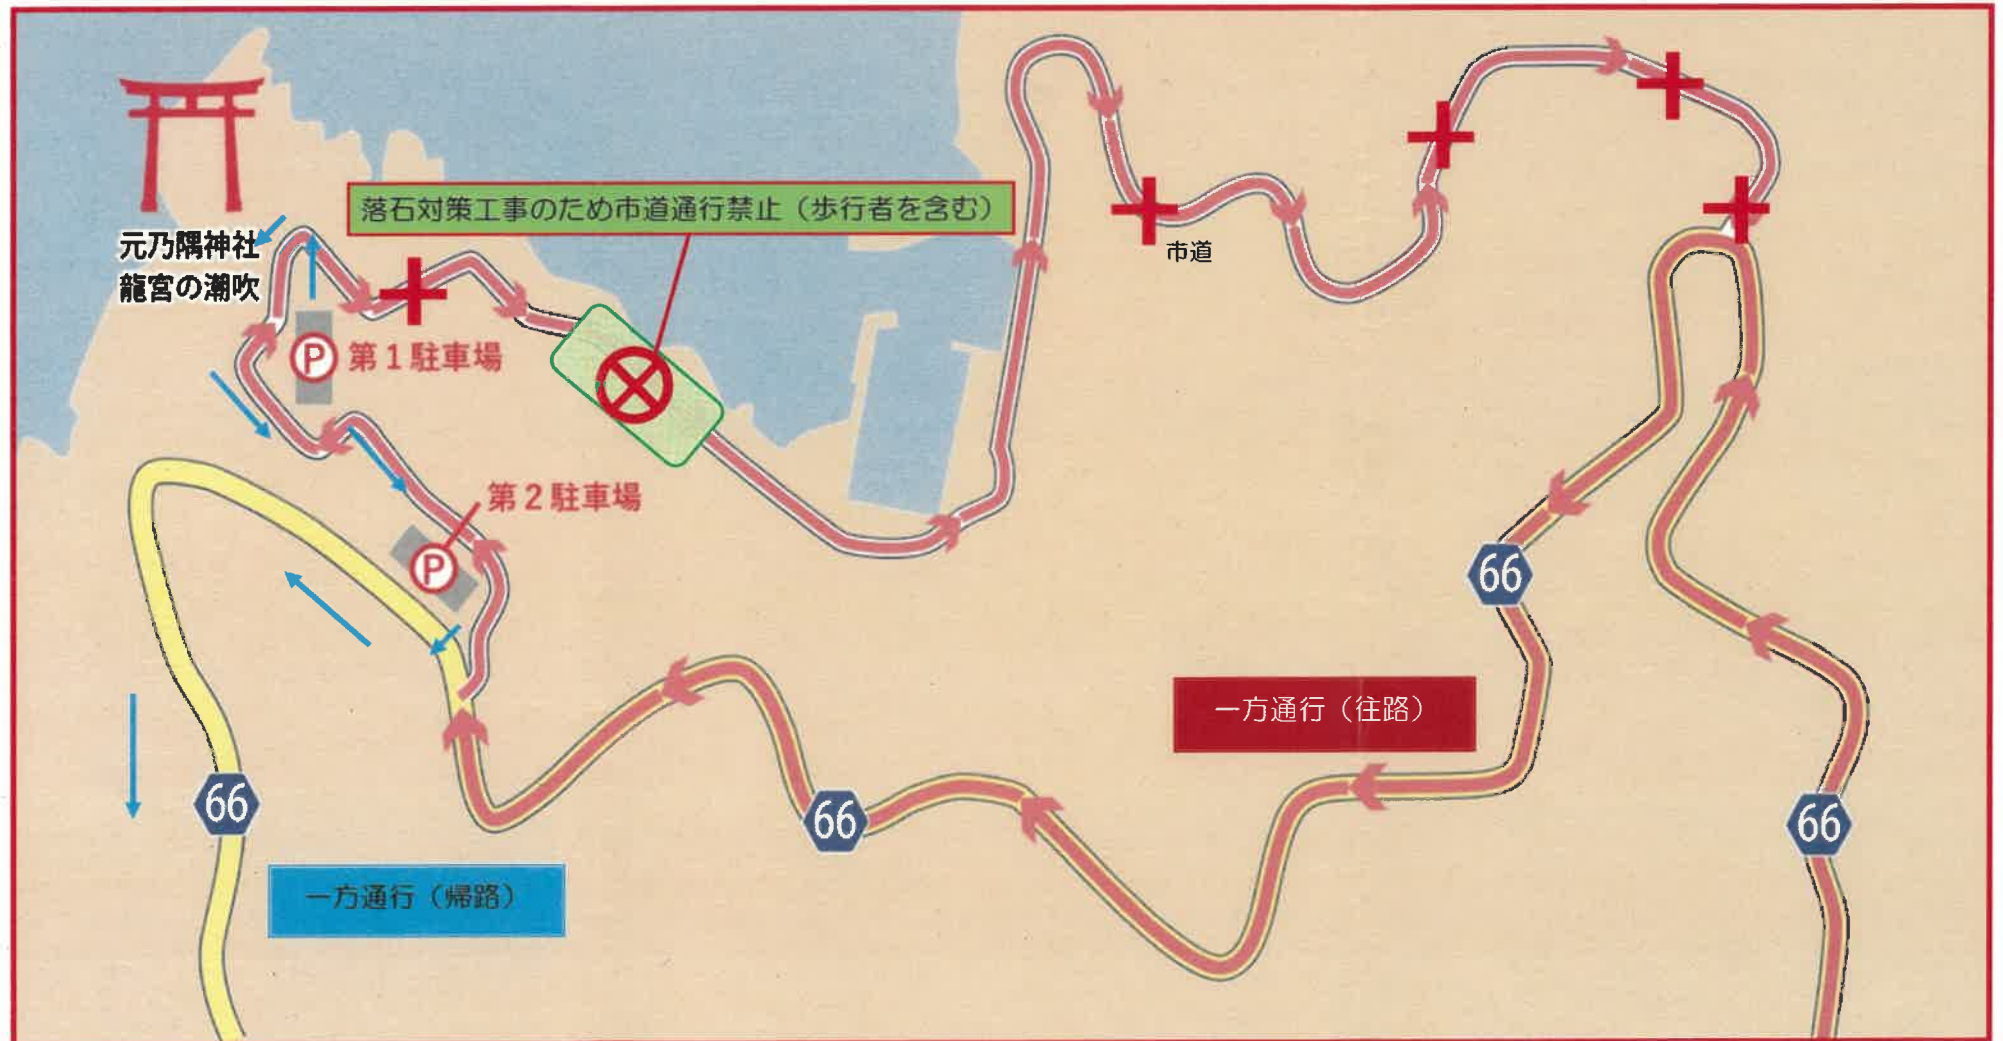 落石対策工事のため市道通行禁止（歩行者を含む）
元乃隅神社
龍宮の潮吹
市道
P 第１駐車場
第２駐車場
P
66
一方通行（往路）
66
66
66
一方通行（帰路）